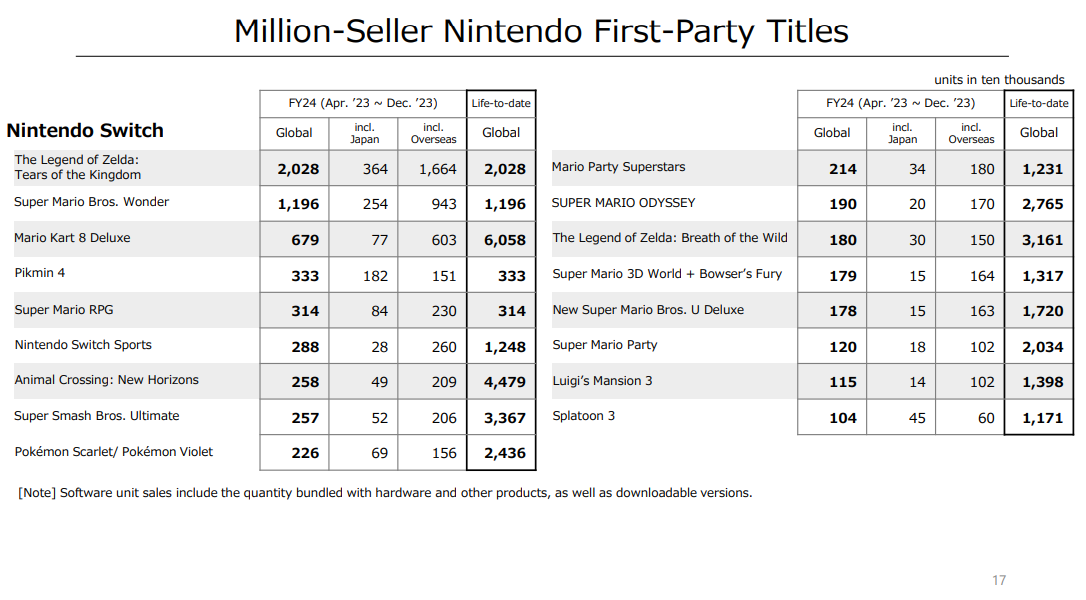 Million-Seller Nintendo First-Party Titles
units in ten thousands
Nintendo Switch
FY24 (Apr. ’23 ~ Dec. ’23) Life-to-date
Global incl. Japan incl. Overseas Global
The Legend of Zelda:
Tears of the Kingdom 2,028 364 1,664 2,028
Super Mario Bros. Wonder 1,196 254 943 1,196
Mario Kart 8 Deluxe 679 77 603 6,058
Pikmin 4 333 182 151 333
Super Mario RPG 314 84 230 314
Nintendo Switch Sports 288 28 260 1,248
Animal Crossing: New Horizons 258 49 209 4,479
Super Smash Bros. Ultimate 257 52 206 3,367
Pokémon Scarlet/ Pokémon Violet 226 69 156 2,436
FY24 (Apr. ’23 ~ Dec. ’23) Life-to-date
Global incl. Japan incl. Overseas Global
Mario Party Superstars 214 34 180 1,231
SUPER MARIO ODYSSEY 190 20 170 2,765
The Legend of Zelda: Breath of the Wild 180 30 150 3,161
Super Mario 3D World + Bowser’s Fury 179 15 164 1,317
New Super Mario Bros. U Deluxe 178 15 163 1,720
Super Mario Party 120 18 102 2,034
Luigi’s Mansion 3 115 14 102 1,398
Splatoon 3 104 45 60 1,171
[Note] Software unit sales include the quantity bundled with hardware and other products, as well as downloadable versions.
17